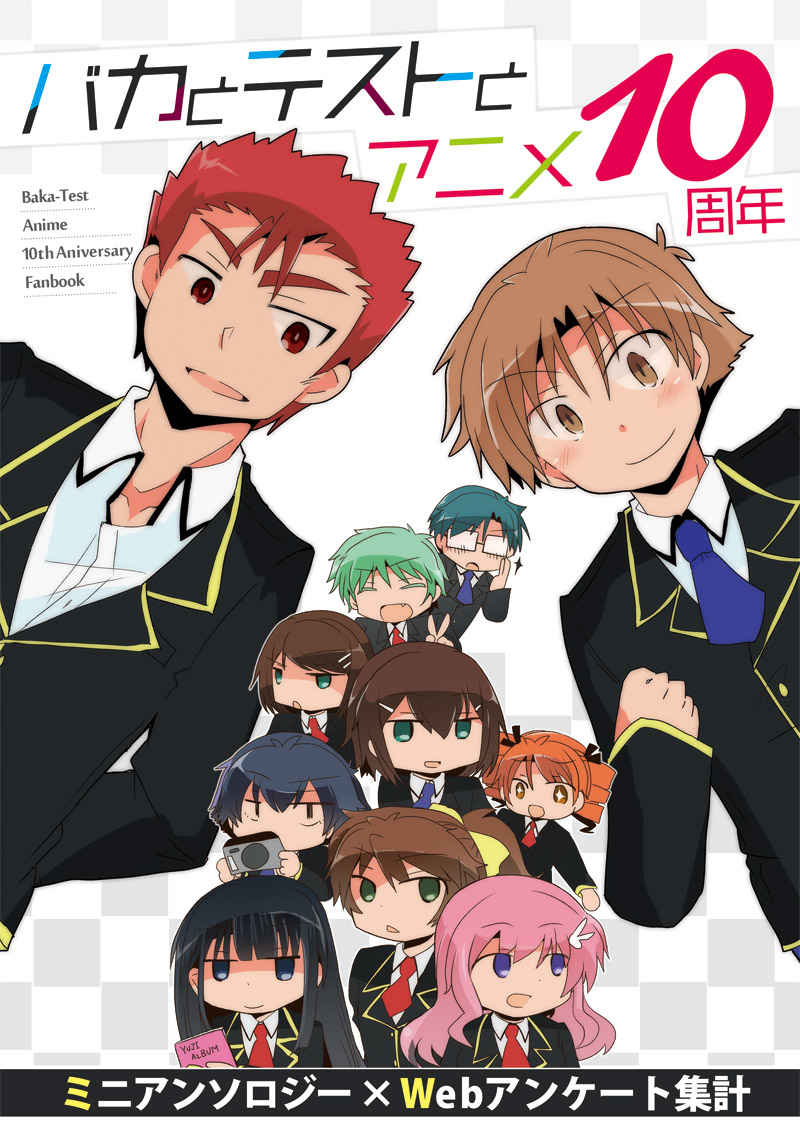 バカとテストと
アニメ10
周年
Baka-Test
Anime
10th Aniversary
Fanbook
YUJI
ALBUM
ミニアンソロジー×Webアンケート集計